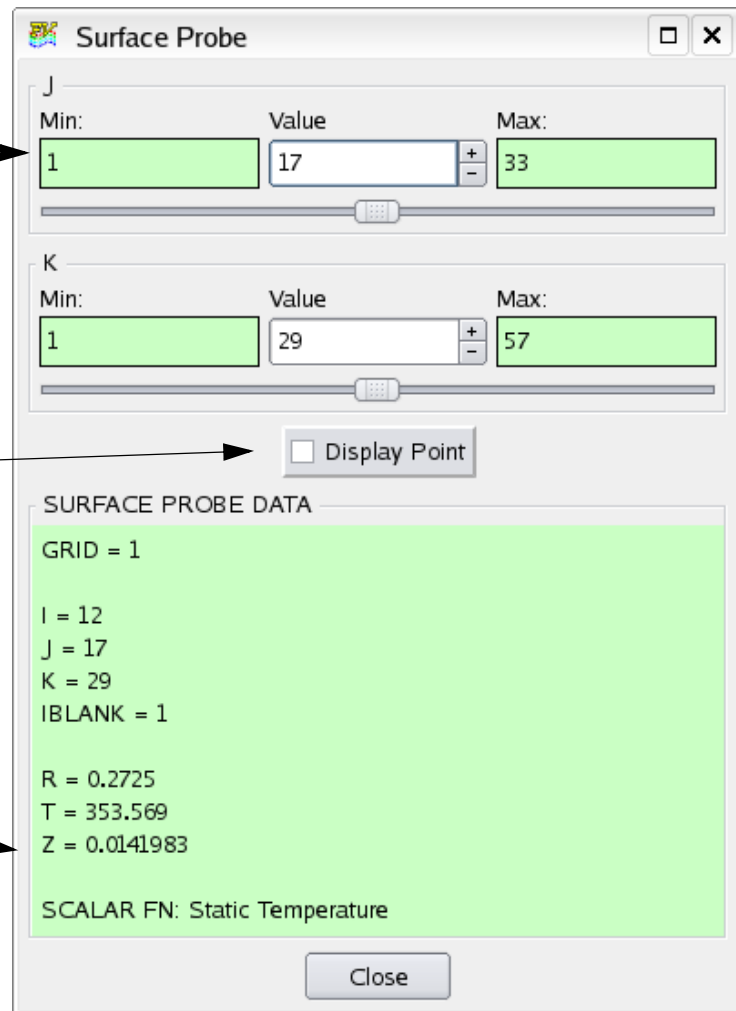 Surface Probe
J
Min: Value Max:
1 17 + - 33
K
Min: Value Max:
1 29 + - 57
Display Point
SURFACE PROBE DATA
GRID = 1
I = 12
J = 17
K = 29
IBLANK = 1
R = 0.2725
T = 353.569
Z = 0.0141983
SCALAR FN: Static Temperature
Close